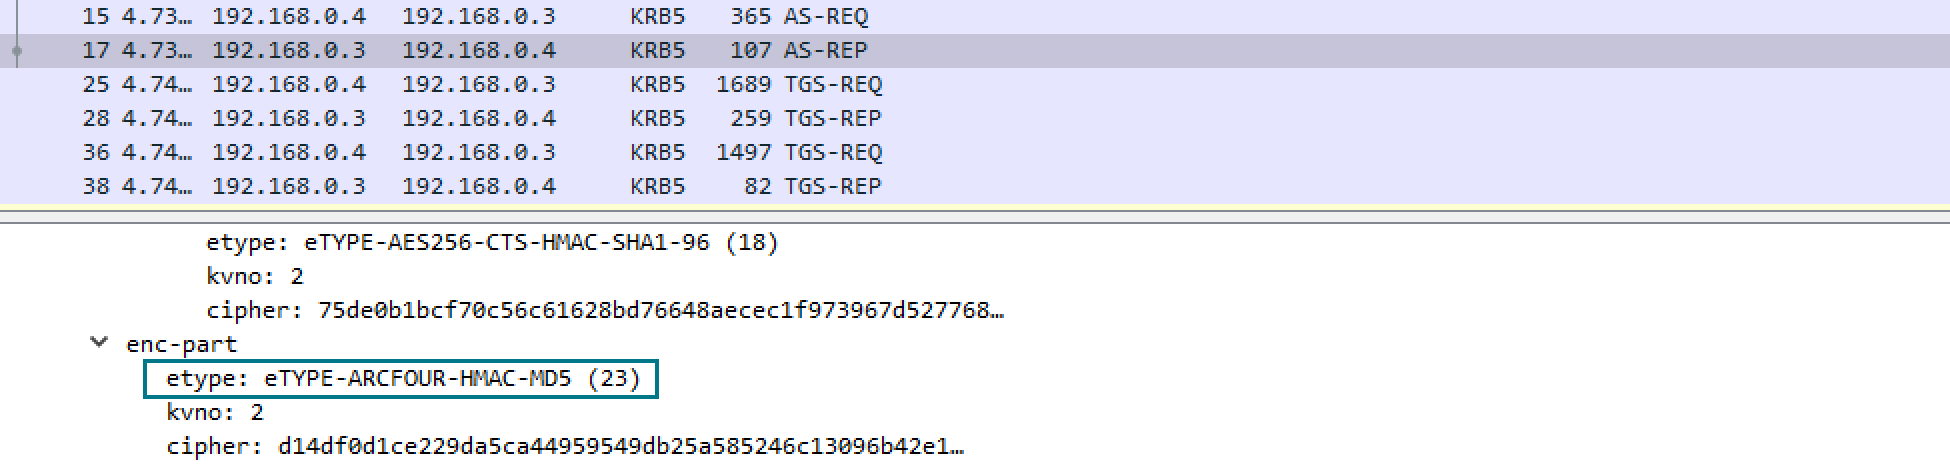 15 4.73… 192.168.0.4 192.168.0.3 KRB5 365 AS-REQ
17 4.73… 192.168.0.3 192.168.0.4 KRB5 107 AS-REP
25 4.74… 192.168.0.4 192.168.0.3 KRB5 1689 TGS-REQ
28 4.74… 192.168.0.3 192.168.0.4 KRB5 259 TGS-REP
36 4.74… 192.168.0.4 192.168.0.3 KRB5 1497 TGS-REQ
38 4.74… 192.168.0.3 192.168.0.4 KRB5 82 TGS-REP
etype: eTYPE-AES256-CTS-HMAC-SHA1-96 (18)
kvno: 2
cipher: 75de0b1bcf70c56c61628bd76648aecec1f973967d527768…
enc-part
etype: eTYPE-ARCFOUR-HMAC-MD5 (23)
kvno: 2
cipher: d14df0d1ce229da5ca44959549db25a585246c13096b42e1…